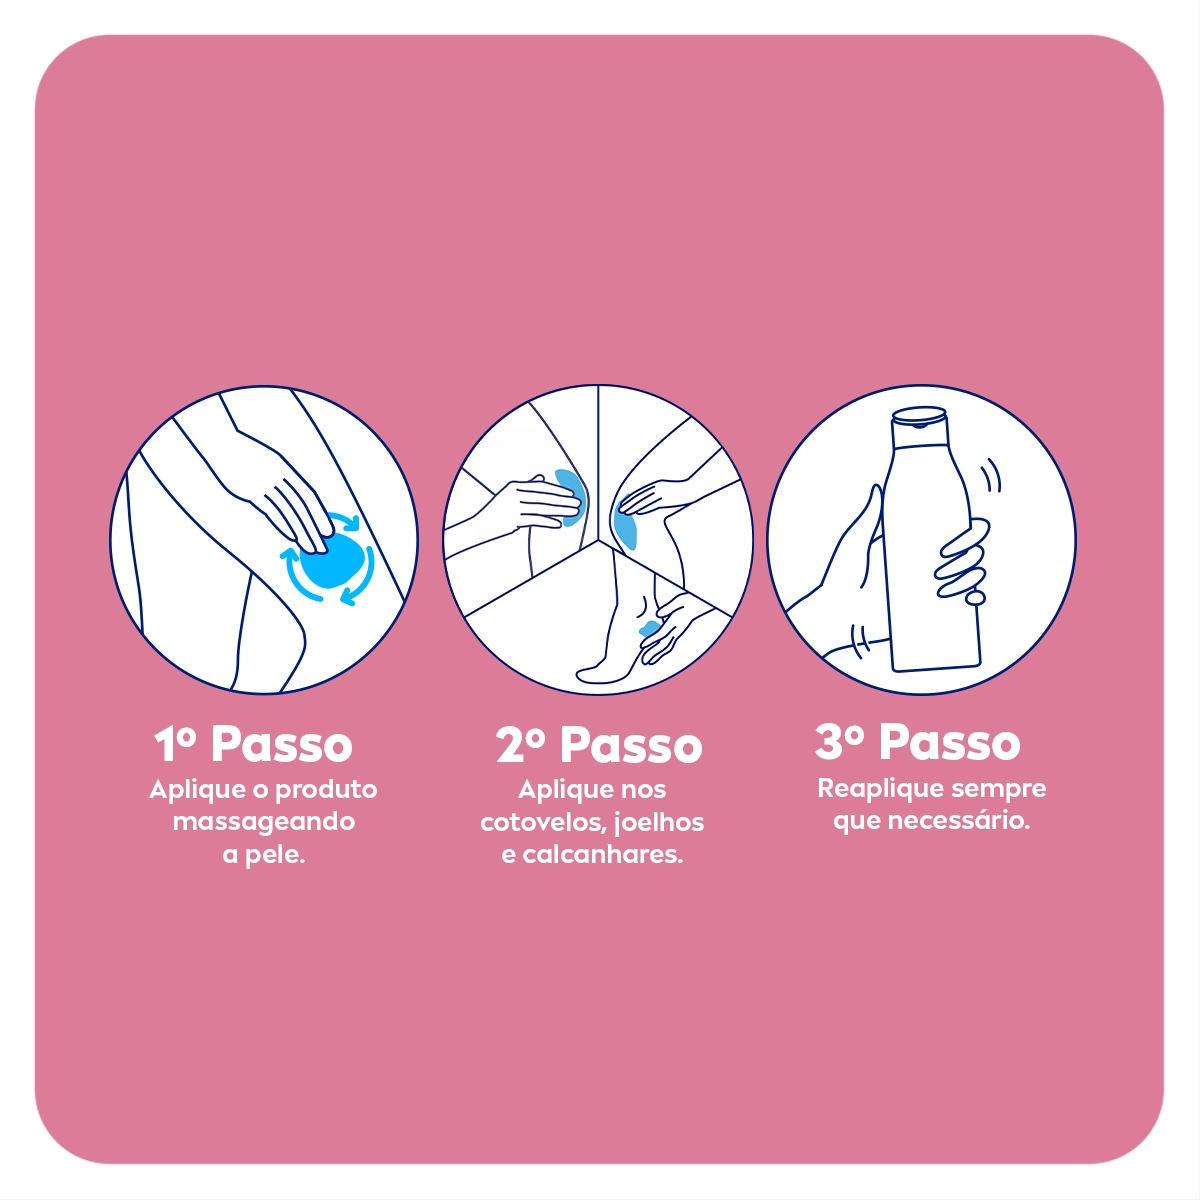 1º Passo
Aplique o produto
massageando
a pele.
2º Passo
Aplique nos
cotovelos, joelhos
e calcanhares.
3º Passo
Reaplique sempre
que necessário.